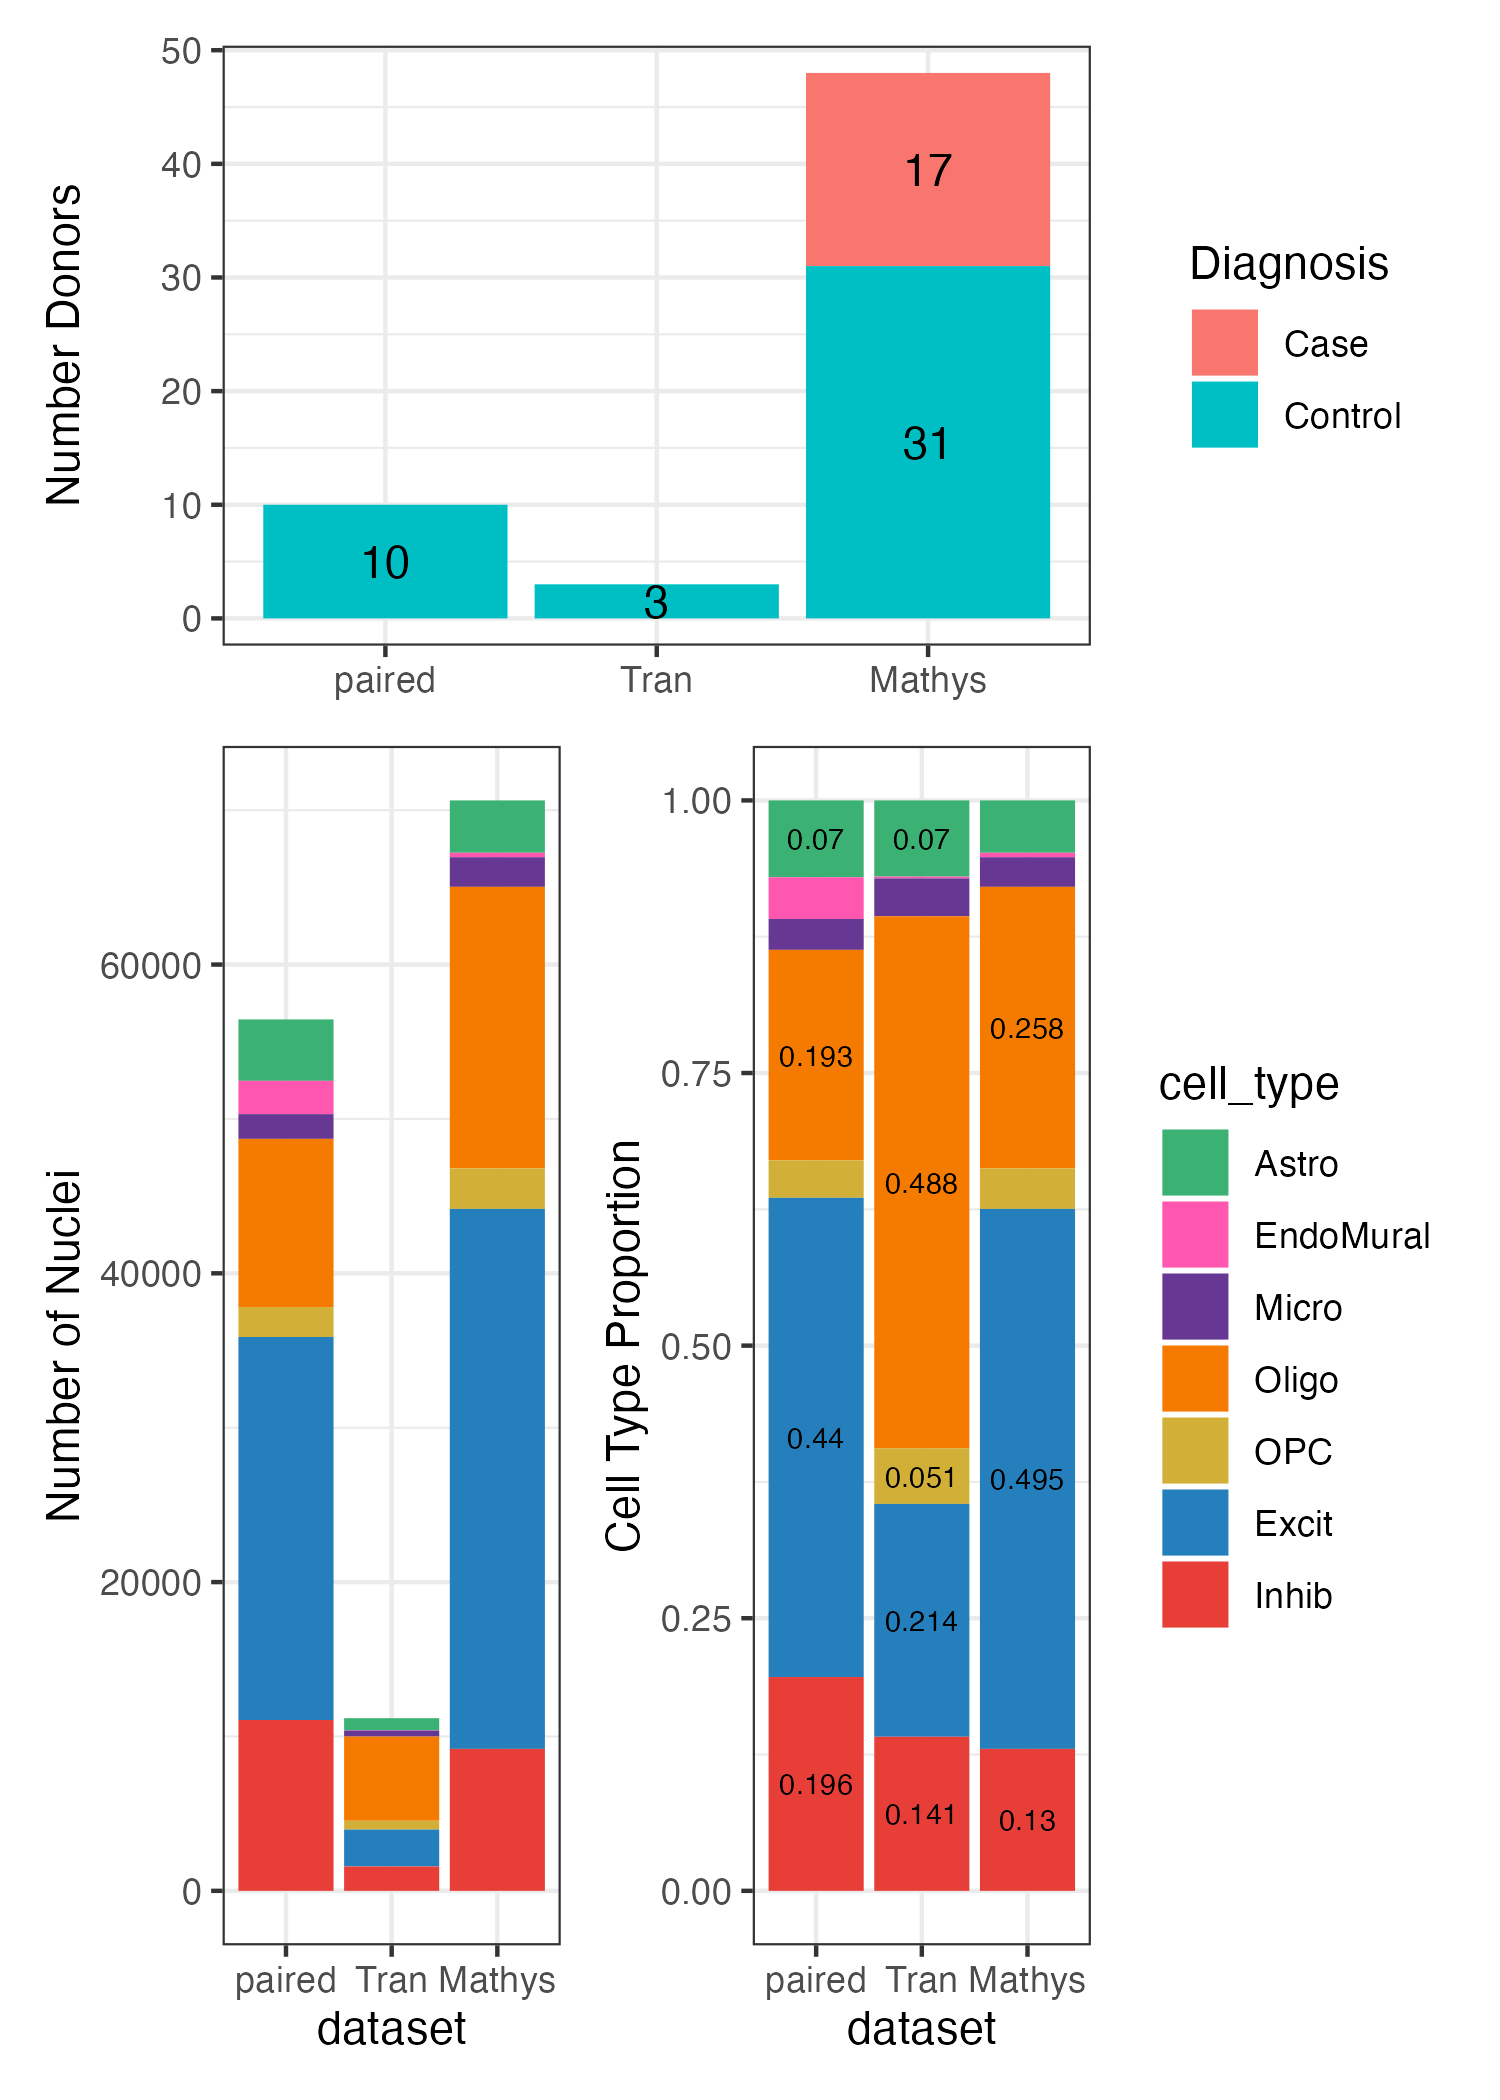 Number Donors
50
40
30
20
10
0
17
31
10
3
paired Tran Mathys
Diagnosis
Case
Control
Number of Nuclei
60000
40000
20000
0
paired Tran Mathys
dataset
Cell Type Proportion
1.00
0.75
0.50
0.25
0.00
0.07
0.193
0.44
0.196
0.07
0.488
0.051
0.214
0.141
0.258
0.495
0.13
paired Tran Mathys
dataset
cell_type
Astro
EndoMural
Micro
Oligo
OPC
Excit
Inhib